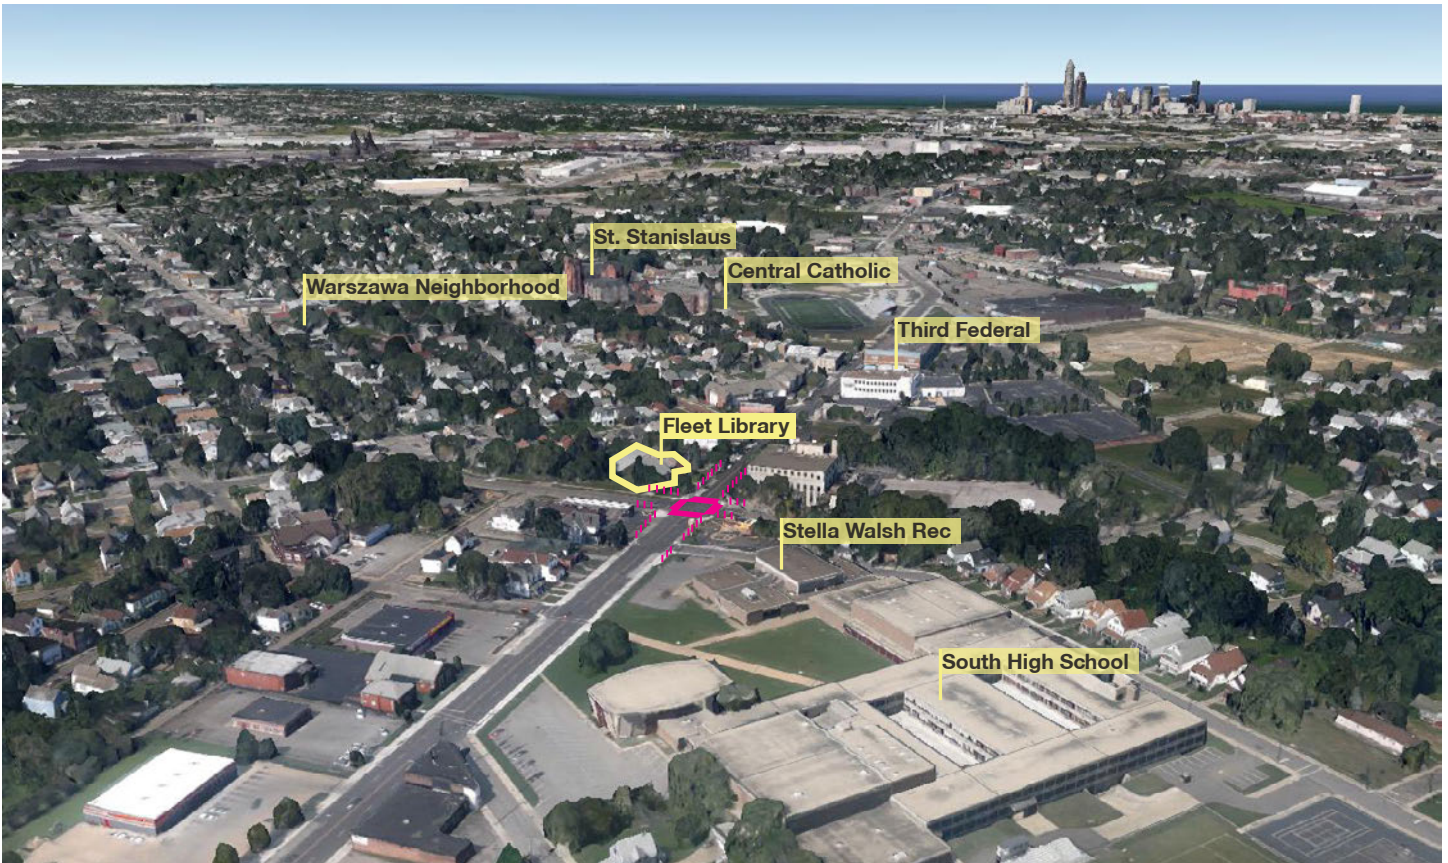 St. Stanislaus
Central Catholic
Warszawa Neighborhood
Third Federal
Fleet Library
Stella Walsh Rec
South High School